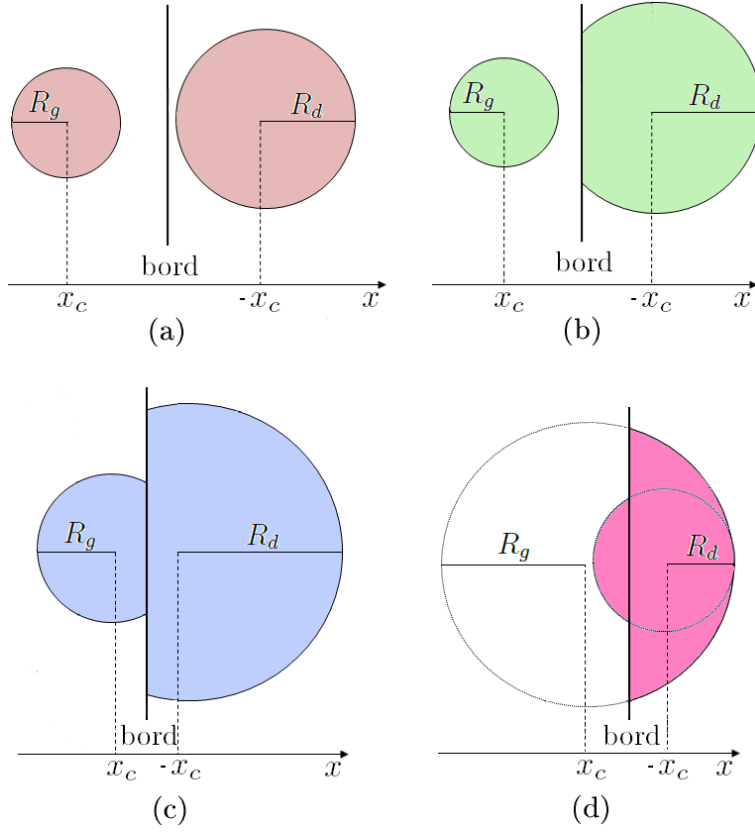 R_g
R_d
bord
x_c
-x_c
x
(a)
R_g
R_d
bord
x_c
-x_c
x
(b)
R_g
R_d
bord
x_c
-x_c
x
(c)
R_g
R_d
bord
x_c
-x_c
x
(d)